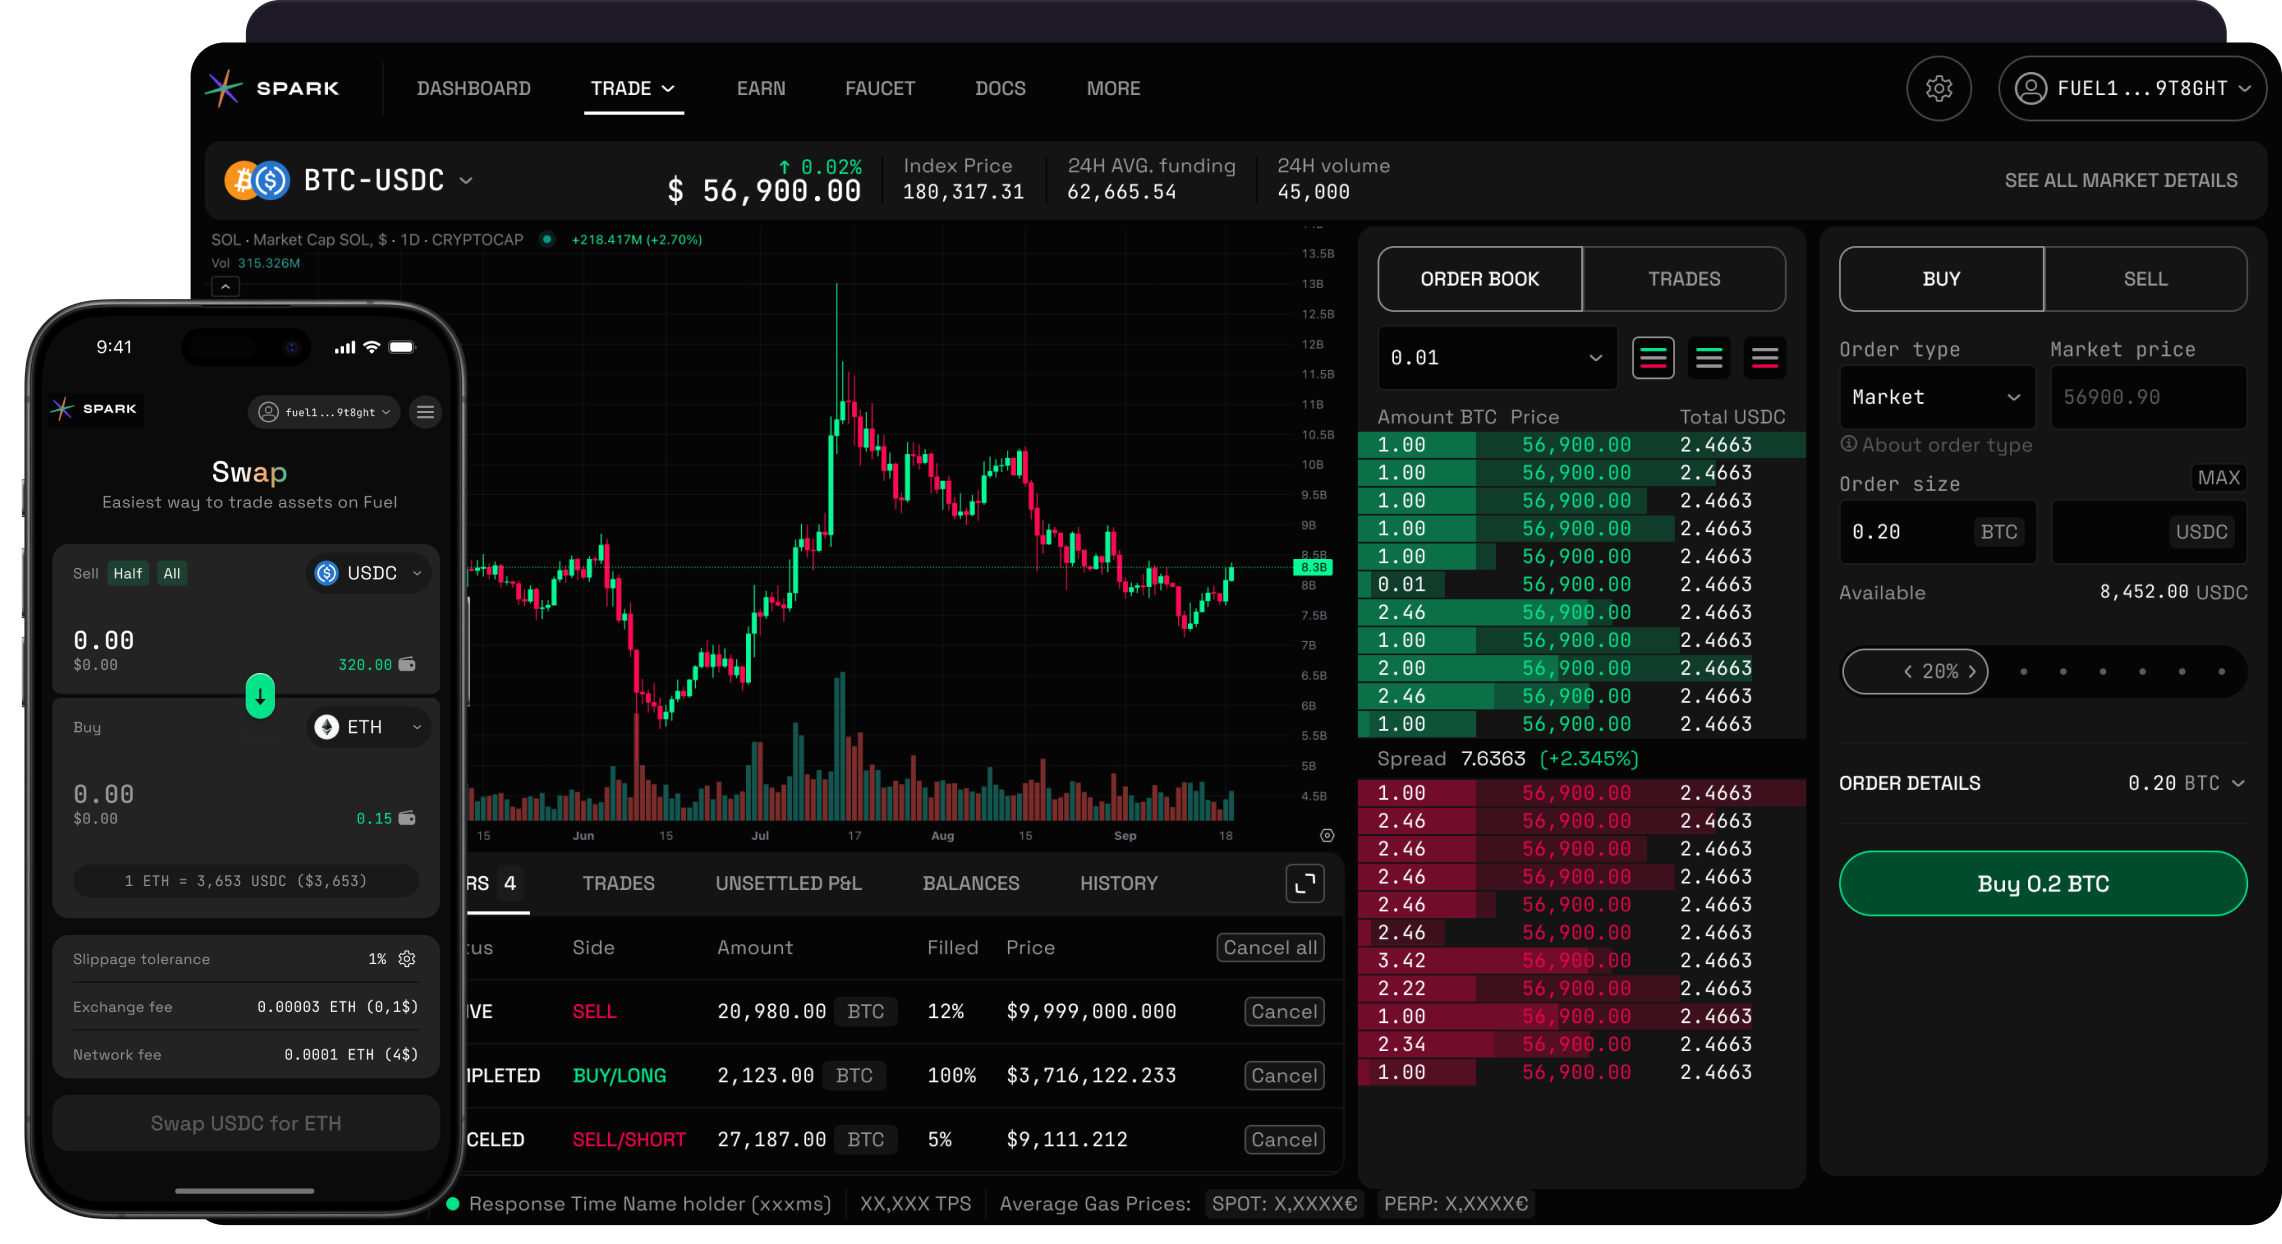 SPARK
DASHBOARD
TRADE
EARN
FAUCET
DOCS
MORE
FUEL1...9T8GHT
BTC-USDC
↑ 0.02%
$ 56,900.00
Index Price
180,317.31
24H AVG. funding
62,665.54
24H volume
45,000
SEE ALL MARKET DETAILS
SOL · Market Cap SOL, $ · 1D · CRYPTOCAP
+218.417M (+2.70%)
Vol 315.326M
13.5B
13B
12.5B
12B
11.5B
11B
10.5B
10B
9.5B
9B
8.5B
8.3B
8B
7.5B
7B
6.5B
6B
5.5B
5B
4.5B
15 Jun 15 Jul 17 Aug 15 Sep 18
ORDER BOOK
TRADES
0.01
Amount BTC Price Total USDC
1.00 56,900.00 2.4663
1.00 56,900.00 2.4663
1.00 56,900.00 2.4663
1.00 56,900.00 2.4663
1.00 56,900.00 2.4663
0.01 56,900.00 2.4663
2.46 56,900.00 2.4663
1.00 56,900.00 2.4663
2.00 56,900.00 2.4663
2.46 56,900.00 2.4663
1.00 56,900.00 2.4663
Spread 7.6363 (+2.345%)
1.00 56,900.00 2.4663
2.46 56,900.00 2.4663
2.46 56,900.00 2.4663
2.46 56,900.00 2.4663
2.46 56,900.00 2.4663
2.46 56,900.00 2.4663
3.42 56,900.00 2.4663
2.22 56,900.00 2.4663
1.00 56,900.00 2.4663
2.34 56,900.00 2.4663
1.00 56,900.00 2.4663
BUY
SELL
Order type
Market price
Market
56900.90
About order type
Order size
MAX
0.20 BTC
USDC
Available
8,452.00 USDC
< 20% >
ORDER DETAILS
0.20 BTC
Buy 0.2 BTC
RS 4
TRADES
UNSETTLED P&L
BALANCES
HISTORY
tus Side Amount Filled Price Cancel all
IVE SELL 20,980.00 BTC 12% $9,999,000.000 Cancel
MPLETED BUY/LONG 2,123.00 BTC 100% $3,716,122.233 Cancel
CELED SELL/SHORT 27,187.00 BTC 5% $9,111.212 Cancel
Response Time Name holder (xxxms)
XX,XXX TPS
Average Gas Prices:
SPOT: X,XXXX€
PERP: X,XXXX€
9:41
SPARK
fuel1...9t8ght
Swap
Easiest way to trade assets on Fuel
Sell Half All
USDC
0.00
$0.00
320.00
Buy
ETH
0.00
$0.00
0.15
1 ETH = 3,653 USDC ($3,653)
Slippage tolerance 1%
Exchange fee 0.00003 ETH (0,1$)
Network fee 0.0001 ETH (4$)
Swap USDC for ETH